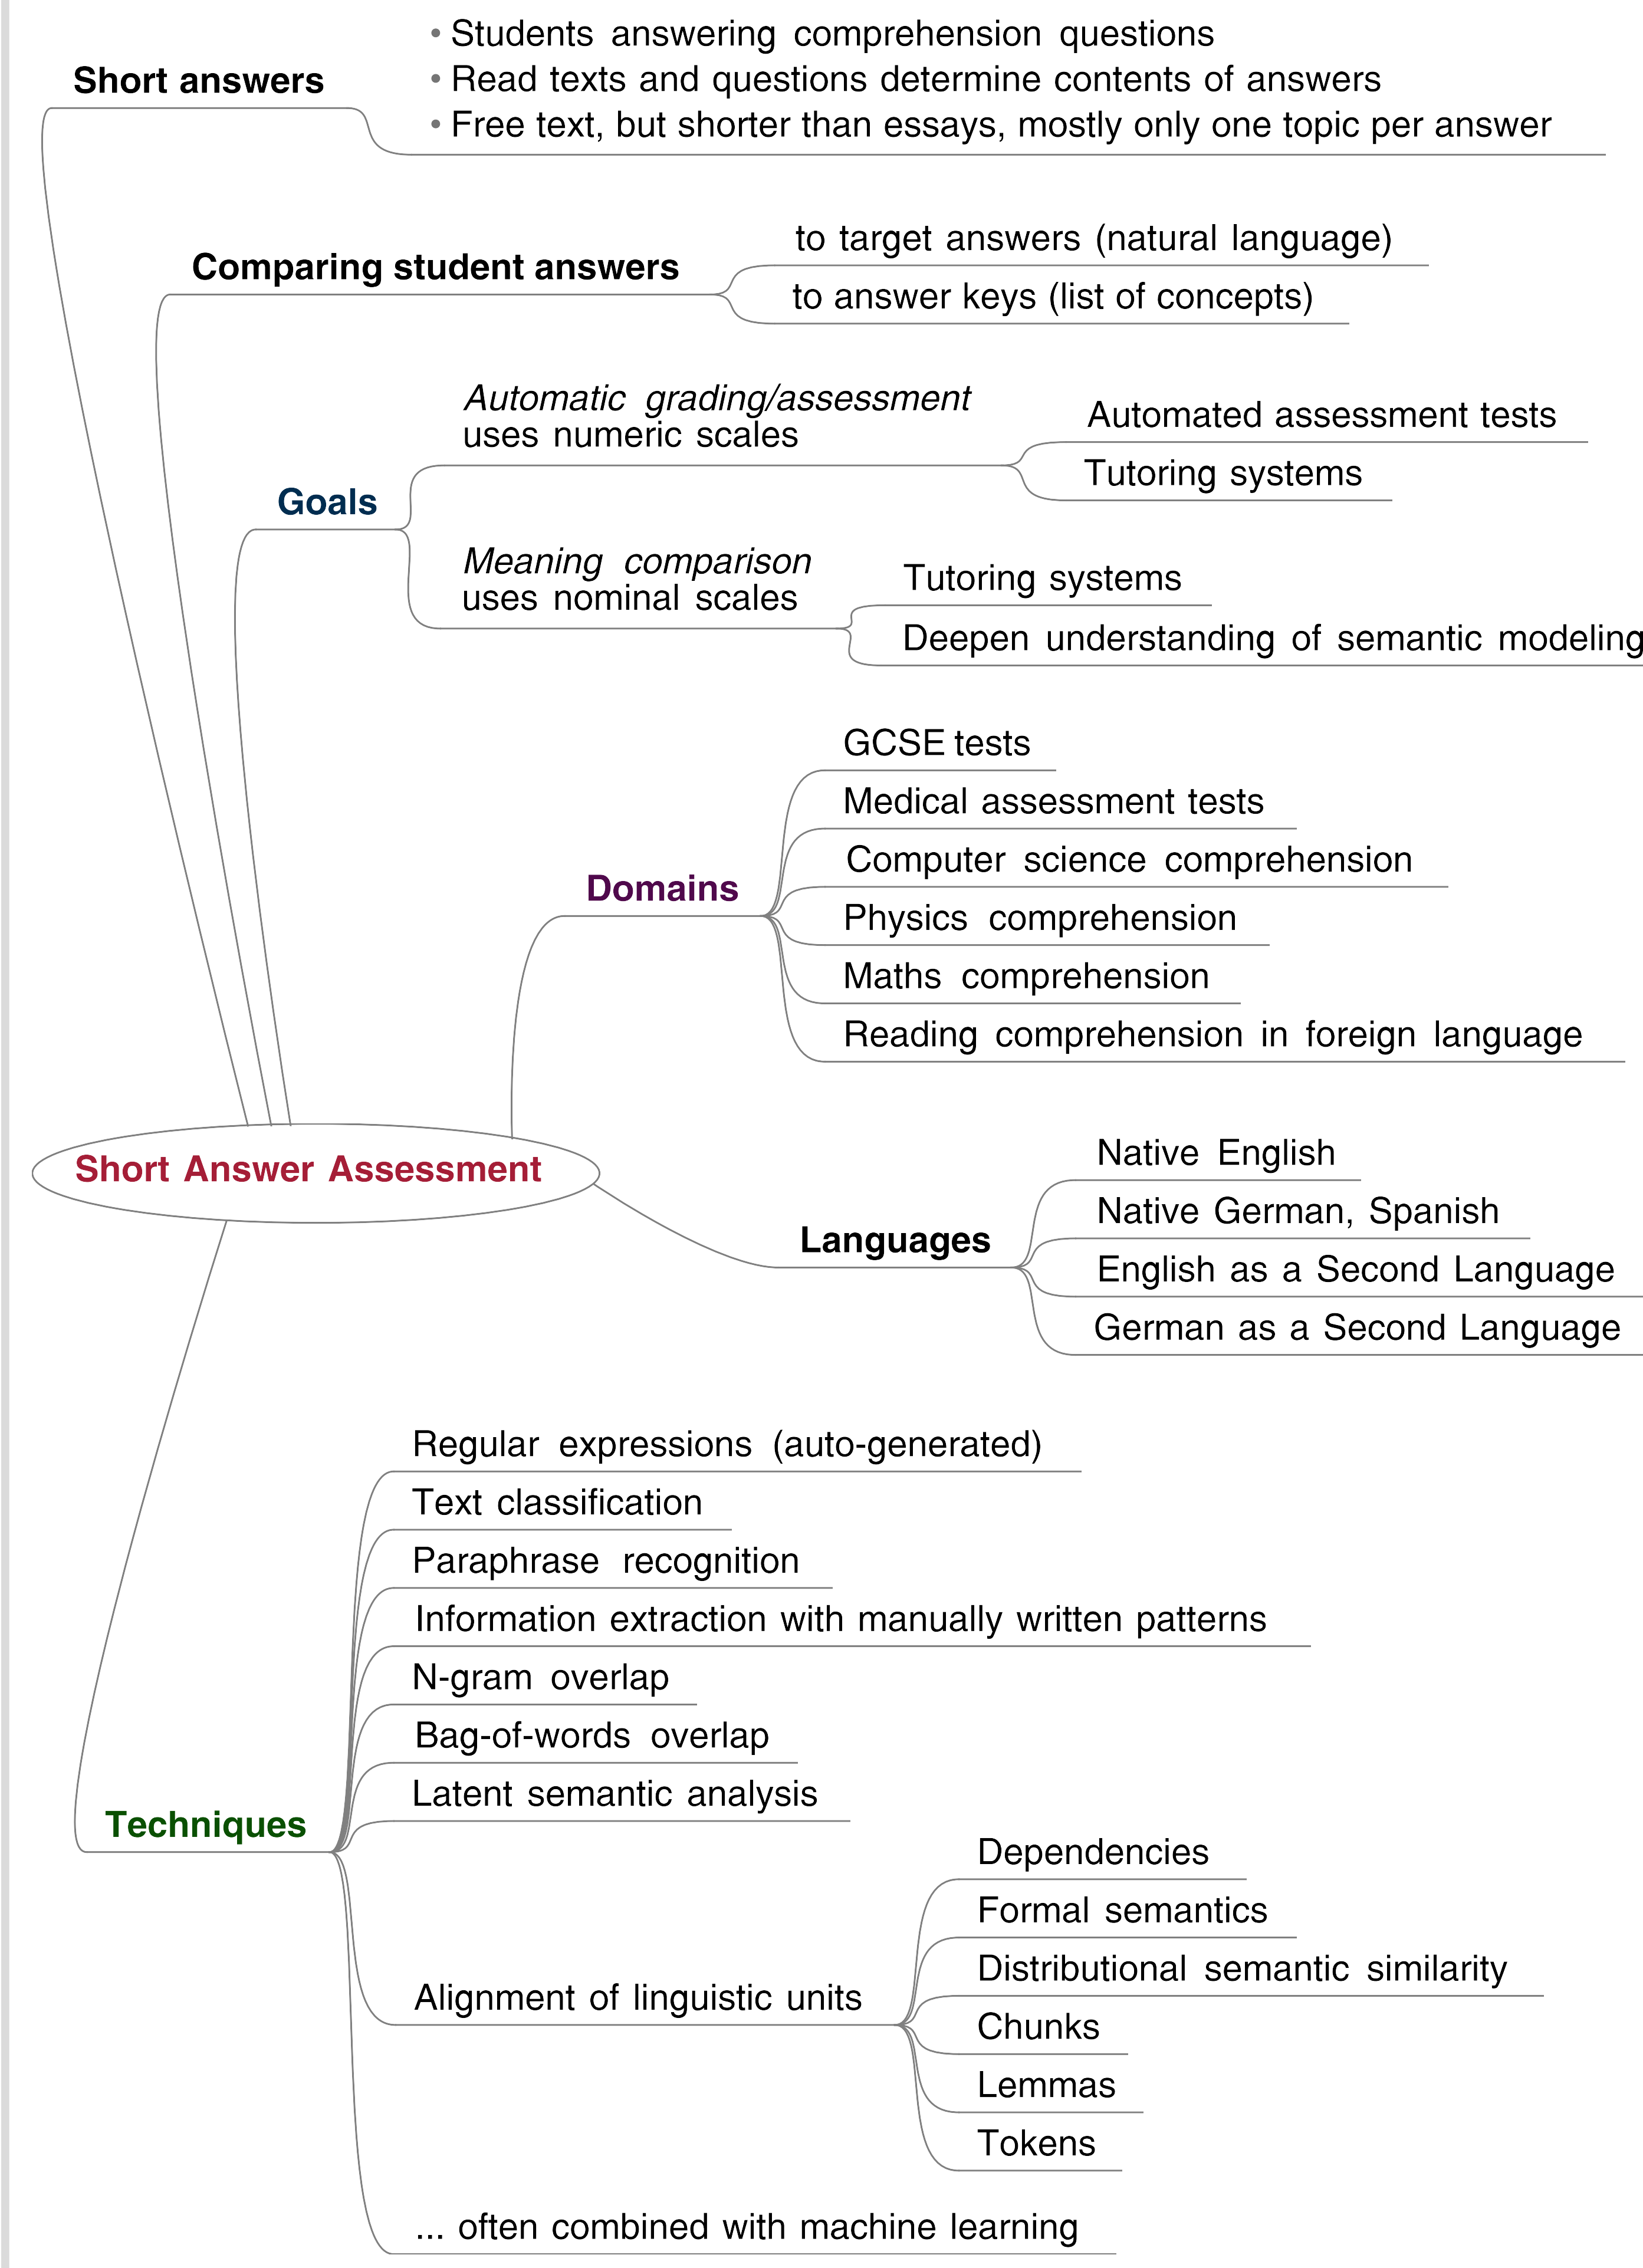 • Students answering comprehension questions
Short answers
• Read texts and questions determine contents of answers
• Free text, but shorter than essays, mostly only one topic per answer
Comparing student answers
to target answers (natural language)
to answer keys (list of concepts)
Goals
Automatic grading/assessment
uses numeric scales
Automated assessment tests
Tutoring systems
Meaning comparison
uses nominal scales
Tutoring systems
Deepen understanding of semantic modeling
Domains
GCSE tests
Medical assessment tests
Computer science comprehension
Physics comprehension
Maths comprehension
Reading comprehension in foreign language
Short Answer Assessment
Languages
Native English
Native German, Spanish
English as a Second Language
German as a Second Language
Techniques
Regular expressions (auto-generated)
Text classification
Paraphrase recognition
Information extraction with manually written patterns
N-gram overlap
Bag-of-words overlap
Latent semantic analysis
Alignment of linguistic units
Dependencies
Formal semantics
Distributional semantic similarity
Chunks
Lemmas
Tokens
... often combined with machine learning